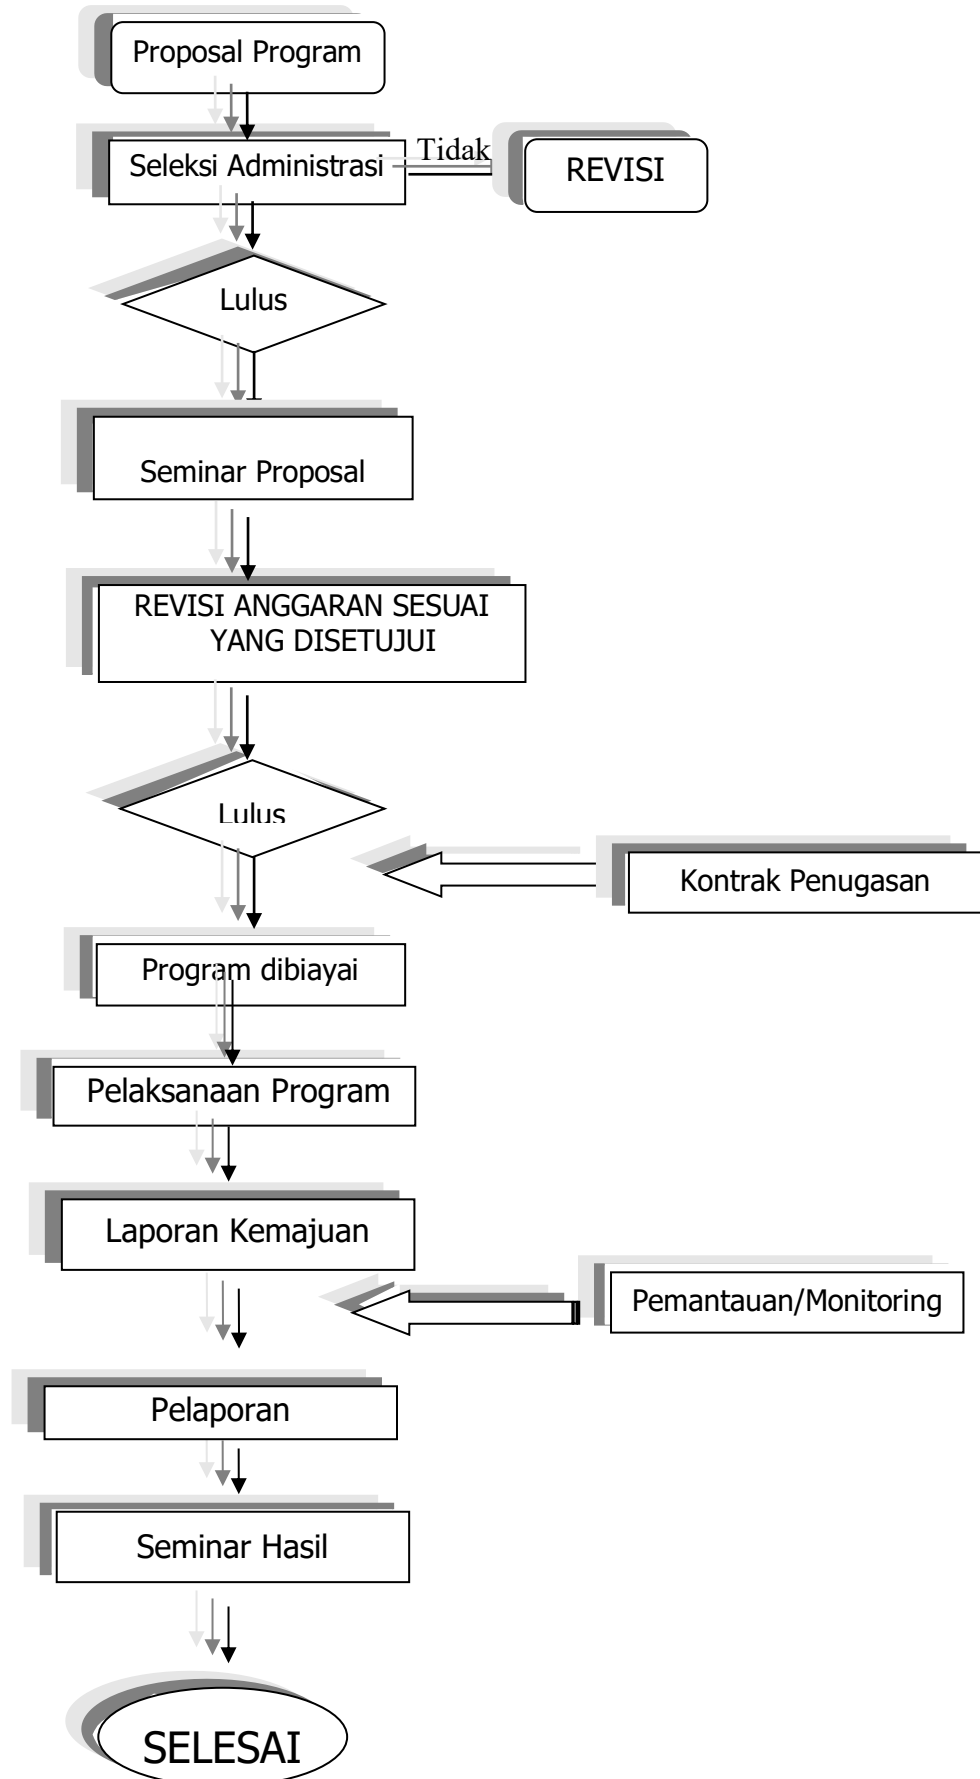 Proposal Program
Seleksi Administrasi
Tidak
REVISI
Lulus
Seminar Proposal
REVISI ANGGARAN SESUAI
YANG DISETUJUI
Lulus
Kontrak Penugasan
Program dibiayai
Pelaksanaan Program
Laporan Kemajuan
Pemantauan/Monitoring
Pelaporan
Seminar Hasil
SELESAI